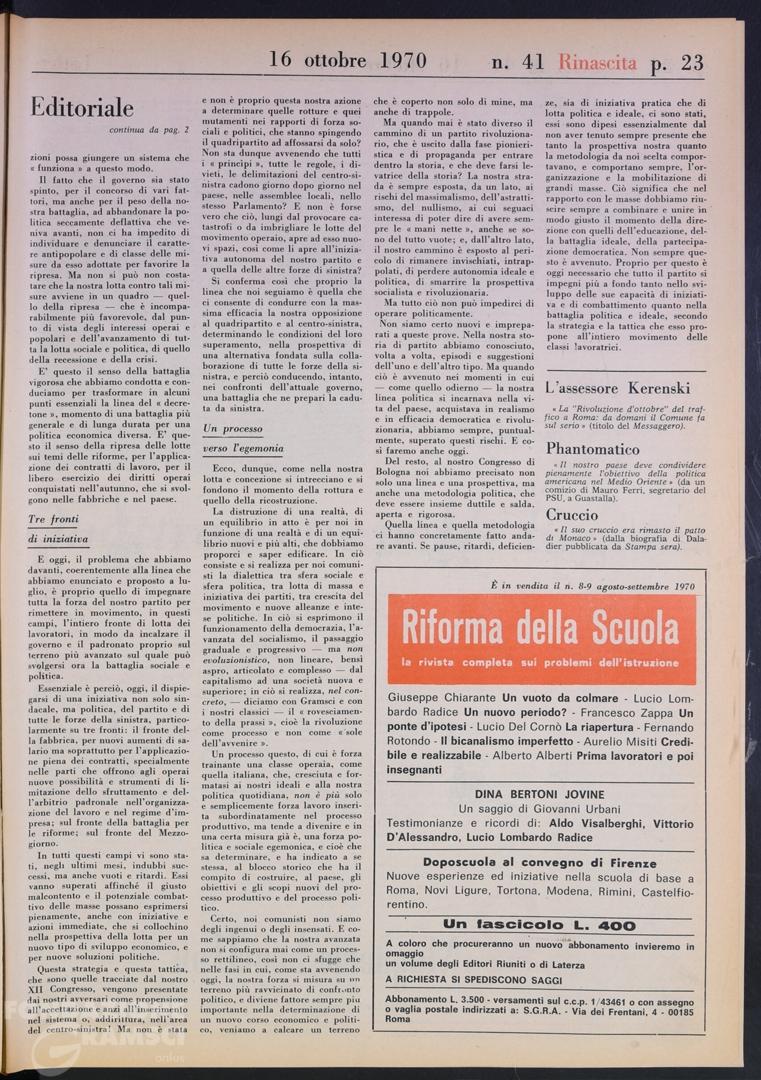 16 ottobre 1970 n. 41 Rinascita p. 23
Editoriale
continua da pag. 2
zioni possa giungere un sistema che
« funziona » a questo modo.
Il fatto che il governo sia stato
spinto, per il concorso di vari fat-
tori, ma anche per il peso della no-
stra battaglia, ad abbandonare la po-
litica seccamente deflattiva che ve-
niva avanti, non ci ha impedito di
individuare e denunciare il caratte-
re antipopolare e di classe delle mi-
sure da esso adottate per favorire la
ripresa. Ma non si può non consta-
tare che la nostra lotta contro tali mi-
sure avviene in un quadro — quel-
lo della ripresa — che è incompa-
rabilmente più favorevole, dal pun-
to di vista degli interessi operai e
popolari e dell'avanzamento di tut-
ta la lotta sociale e politica, di quello
della recessione e della crisi.
E' questo il senso della battaglia
vigorosa che abbiamo condotta e con-
duciamo per trasformare in alcuni
punti essenziali la linea del « decre-
tone », momento di una battaglia più
generale e di lunga durata per una
politica economica diversa. E' que-
sto il senso della ripresa delle lotte
sui temi delle riforme, per l'applica-
zione dei contratti di lavoro, per il
libero esercizio dei diritti operai
conquistati nell'autunno, che si svol-
gono nelle fabbriche e nel paese.
Tre fronti
di iniziativa
E oggi, il problema che abbiamo
davanti, coerentemente alla linea che
abbiamo enunciato e proposto a lu-
glio, è proprio quello di impegnare
tutta la forza del nostro partito per
rimettere in movimento, in questi
campi, l'intiero fronte di lotta dei
lavoratori, in modo da incalzare il
governo e il padronato proprio sul
terreno più avanzato sul quale può
svolgersi ora la battaglia sociale e
politica.
Essenziale è perciò, oggi, il dispie-
garsi di una iniziativa non solo sin-
dacale, ma politica, del partito e di
tutte le forze della sinistra, partico-
larmente su tre fronti: il fronte del-
la fabbrica, per nuovi aumenti di sa-
lario ma soprattutto per l'applicazio-
ne piena dei contratti, specialmente
nelle parti che offrono agli operai
nuove possibilità e strumenti di li-
mitazione dello sfruttamento e del-
l'arbitrio padronale nell'organizza-
zione del lavoro e nel regime d'im-
presa; sul fronte della battaglia per
le riforme; sul fronte del Mezzo-
giorno.
In tutti questi campi vi sono sta-
ti, negli ultimi mesi, indubbi suc-
cessi, ma anche vuoti e ritardi. Essi
vanno superati affinché il giusto
malcontento e il potenziale combat-
tivo delle masse possano esprimersi
pienamente, anche con iniziative e
azioni immediate, che si collochino
nella prospettiva della lotta per un
nuovo tipo di sviluppo economico, e
per nuove soluzioni politiche.
Questa strategia e questa tattica,
che sono quelle tracciate dal nostro
XII Congresso, vengono presentate
dai nostri avversari come propensione
all'accettazione e anzi all'inserimento
nel sistema o, addirittura, nell'area
del centro-sinistra! Ma non è stata
e non è proprio questa nostra azione
a determinare quelle rotture e quei
mutamenti nei rapporti di forza so-
ciali e politici, che stanno spingendo
il quadripartito ad affossarsi da solo?
Non sta dunque avvenendo che tutti
i « principi », tutte le regole, i di-
vieti, le delimitazioni del centro-si-
nistra cadono giorno dopo giorno nel
paese, nelle assemblee locali, nello
stesso Parlamento? E non è forse
vero che ciò, lungi dal provocare ca-
tastrofi o da imbrigliare le lotte del
movimento operaio, apre ad esso nuo-
vi spazi, così come li apre all'inizia-
tiva autonoma del nostro partito e
a quella delle altre forze di sinistra?
Si conferma così che proprio la
linea che noi seguiamo è quella che
ci consente di condurre con la mas-
sima efficacia la nostra opposizione
al quadripartito e al centro-sinistra,
determinando le condizioni del loro
superamento, nella prospettiva di
una alternativa fondata sulla colla-
borazione di tutte le forze della si-
nistra, e perciò conducendo, intanto,
nei confronti dell'attuale governo,
una battaglia che ne prepari la cadu-
ta da sinistra.
Un processo
verso l'egemonia
Ecco, dunque, come nella nostra
lotta e concezione si intrecciano e si
fondono il momento della rottura e
quello della ricostruzione.
La distruzione di una realtà, di
un equilibrio in atto è per noi in
funzione di una realtà e di un equi-
librio nuovi e più alti, che dobbiamo
proporci e saper edificare. In ciò
consiste e si realizza per noi comuni-
sti la dialettica tra sfera sociale e
sfera politica, tra lotta di massa e
iniziativa dei partiti, tra crescita del
movimento e nuove alleanze e inte-
se politiche. In ciò si esprimono il
funzionamento della democrazia, l'a-
vanzata del socialismo, il passaggio
graduale e progressivo — ma non
evoluzionistico, non lineare, bensì
aspro, articolato e complesso — dal
capitalismo ad una società nuova e
superiore; in ciò si realizza, nel con-
creto, — diciamo con Gramsci e con
i nostri classici — il « rovesciamen-
to della prassi », cioè la rivoluzione
come processo e non come « sole
dell'avvenire ».
Un processo questo, di cui è forza
trainante una classe operaia, come
quella italiana, che, cresciuta e for-
matasi ai nostri ideali e alla nostra
politica quotidiana, non è più solo
e semplicemente forza lavoro inseri-
ta subordinatamente nel processo
produttivo, ma tende a divenire e in
una certa misura già è, una forza po-
litica e sociale egemonica, e cioè che
sa determinare, e ha indicato a se
stessa, al blocco storico che ha il
compito di costruire, al paese, gli
obiettivi e gli scopi nuovi del pro-
cesso produttivo e del processo poli-
tico.
Certo, noi comunisti non siamo
degli ingenui o degli insensati. E co-
me sappiamo che la nostra avanzata
non si configura mai come un proces-
so rettilineo, così non ci sfugge che
nelle fasi in cui, come sta avvenendo
oggi, la nostra forza si misura su un
terreno più ravvicinato di confronto
politico, e diviene fattore sempre più
importante nella determinazione di
un nuovo corso economico e politi-
co, veniamo a calcare un terreno
che è coperto non solo di mine, ma
anche di trappole.
Ma quando mai è stato diverso il
cammino di un partito rivoluziona-
rio, che è uscito dalla fase pionieri-
stica e di propaganda per entrare
dentro la storia, e che deve farsi le-
vatrice della storia? La nostra stra-
da è sempre esposta, da un lato, ai
rischi del massimalismo, dell'astratti-
smo, del nullismo, ai cui seguaci
interessa di poter dire di avere sem-
pre le « mani nette », anche se so-
no del tutto vuote; e, dall'altro lato,
il nostro cammino è esposto al peri-
colo di rimanere invischiati, intrap-
polati, di perdere autonomia ideale e
politica, di smarrire la prospettiva
socialista e rivoluzionaria.
Ma tutto ciò non può impedirci di
operare politicamente.
Non siamo certo nuovi e imprepa-
rati a queste prove. Nella nostra sto-
ria di partito abbiamo conosciuto,
volta a volta, episodi e suggestioni
dell'uno e dell'altro tipo. Ma quando
ciò è avvenuto nei momenti in cui
— come quello odierno — la nostra
linea politica si incarnava nella vi-
ta del paese, acquistava in realismo
e in efficacia democratica e rivolu-
zionaria, abbiamo sempre, puntual-
mente, superato questi rischi. E co-
sì faremo anche oggi.
Del resto, al nostro Congresso di
Bologna noi abbiamo precisato non
solo una linea e una prospettiva, ma
anche una metodologia politica, che
deve essere insieme duttile e salda,
aperta e rigorosa.
Quella linea e quella metodologia
ci hanno concretamente fatto anda-
re avanti. Se pause, ritardi, deficien-
ze, sia di iniziativa pratica che di
lotta politica e ideale, ci sono stati,
essi sono dipesi essenzialmente dal
non aver tenuto sempre presente che
tanto la prospettiva nostra quanto
la metodologia da noi scelta compor-
tavano, e comportano sempre, l'or-
ganizzazione e la mobilitazione di
grandi masse. Ciò significa che nel
rapporto con le masse dobbiamo riu-
scire sempre a combinare e unire in
modo giusto il momento della dire-
zione con quelli dell'educazione, del-
la battaglia ideale, della partecipa-
zione democratica. Non sempre que-
sto è avvenuto. Proprio per questo è
oggi necessario che tutto il partito si
impegni più a fondo tanto nello svi-
luppo delle sue capacità di iniziati-
va e di combattimento quanto nella
battaglia politica e ideale, secondo
la strategia e la tattica che esso pro-
pone all'intiero movimento delle
classi lavoratrici.
L'assessore Kerenski
« La "Rivoluzione d'ottobre" del traf-
fico a Roma: da domani il Comune fa
sul serio » (titolo del Messaggero).
Phantomatico
« Il nostro paese deve condividere
pienamente l'obiettivo della politica
americana nel Medio Oriente » (da un
comizio di Mauro Ferri, segretario del
PSU, a Guastalla).
Cruccio
« Il suo cruccio era rimasto il patto
di Monaco » (dalla biografia di Dala-
dier pubblicata da Stampa sera).
È in vendita il n. 8-9 agosto-settembre 1970
Riforma della Scuola
la rivista completa sui problemi dell'istruzione
Giuseppe Chiarante Un vuoto da colmare - Lucio Lom-
bardo Radice Un nuovo periodo? - Francesco Zappa Un
ponte d'ipotesi - Lucio Del Cornò La riapertura - Fernando
Rotondo - Il bicanalismo imperfetto - Aurelio Misiti Credi-
bile e realizzabile - Alberto Alberti Prima lavoratori e poi
insegnanti
DINA BERTONI JOVINE
Un saggio di Giovanni Urbani
Testimonianze e ricordi di: Aldo Visalberghi, Vittorio
D'Alessandro, Lucio Lombardo Radice
Doposcuola al convegno di Firenze
Nuove esperienze ed iniziative nella scuola di base a
Roma, Novi Ligure, Tortona, Modena, Rimini, Castelfio-
rentino.
Un fascicolo L. 400
A coloro che procureranno un nuovo abbonamento invieremo in
omaggio
un volume degli Editori Riuniti o di Laterza
A RICHIESTA SI SPEDISCONO SAGGI
Abbonamento L. 3.500 - versamenti sul c.c.p. 1/43461 o con assegno
o vaglia postale indirizzati a: S.G.R.A. - Via dei Frentani, 4 - 00185
Roma
GRAMSCI
onlus